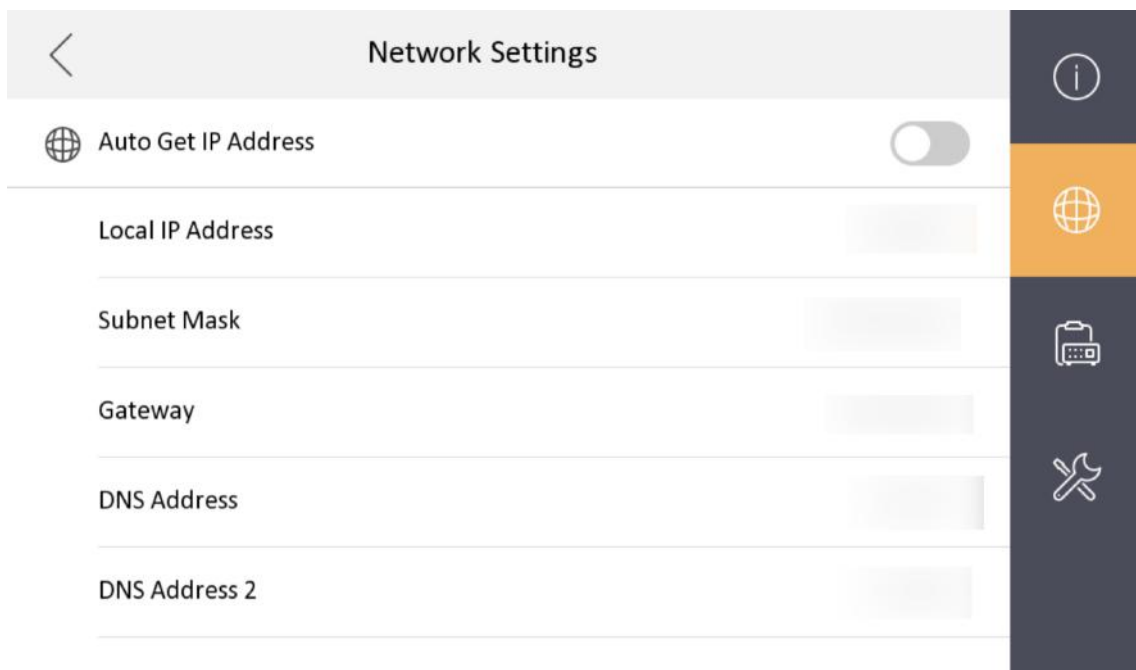 Network Settings
Auto Get IP Address
Local IP Address
Subnet Mask
Gateway
DNS Address
DNS Address 2